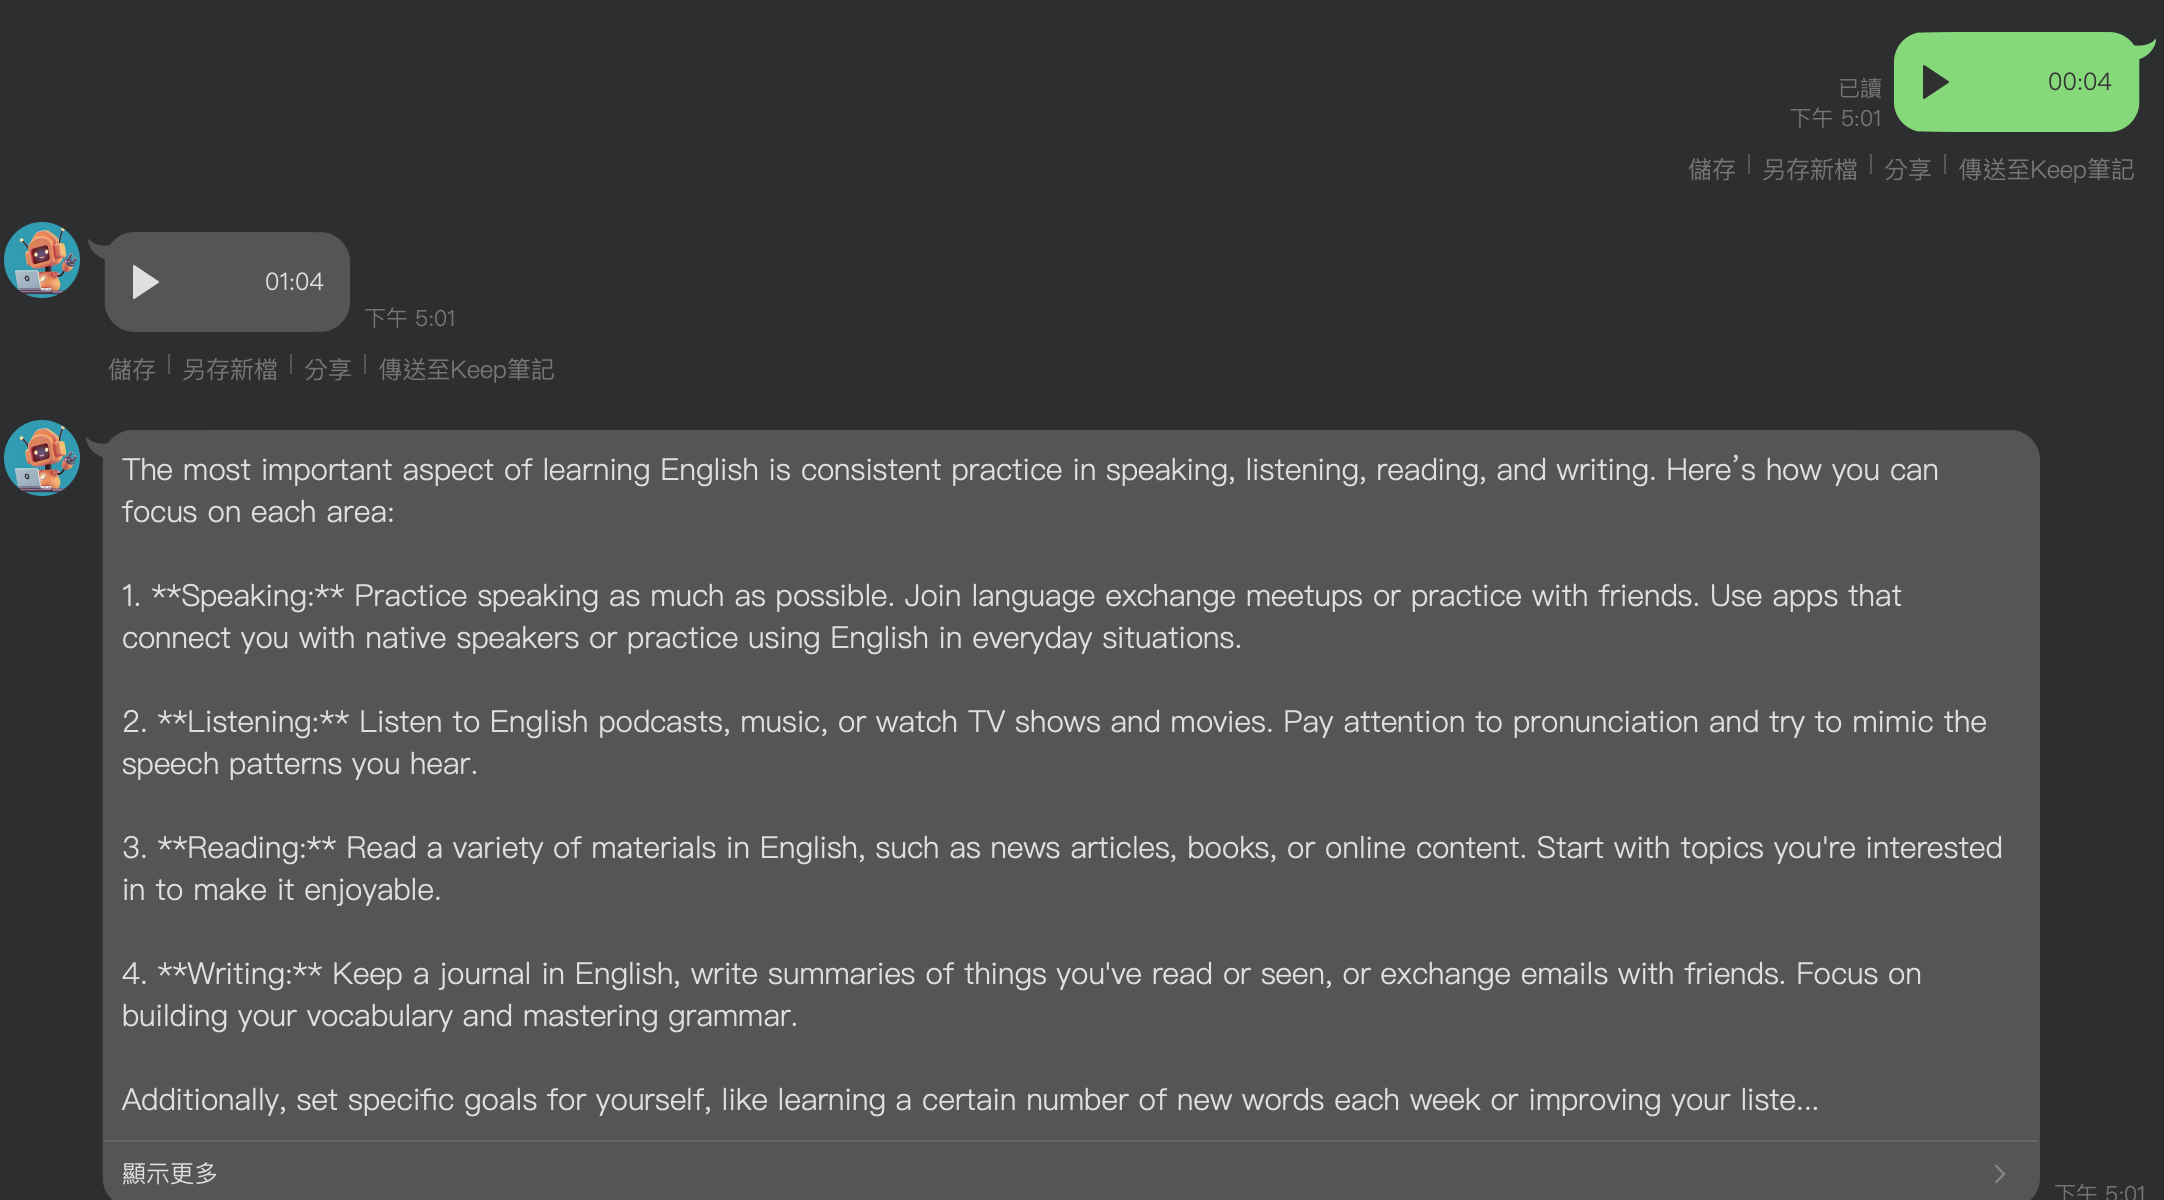 00:04
已讀
下午 5:01
儲存 | 另存新檔 | 分享 | 傳送至Keep筆記
01:04
下午 5:01
儲存 | 另存新檔 | 分享 | 傳送至Keep筆記
The most important aspect of learning English is consistent practice in speaking, listening, reading, and writing. Here’s how you can
focus on each area:
1. **Speaking:** Practice speaking as much as possible. Join language exchange meetups or practice with friends. Use apps that
connect you with native speakers or practice using English in everyday situations.
2. **Listening:** Listen to English podcasts, music, or watch TV shows and movies. Pay attention to pronunciation and try to mimic the
speech patterns you hear.
3. **Reading:** Read a variety of materials in English, such as news articles, books, or online content. Start with topics you're interested
in to make it enjoyable.
4. **Writing:** Keep a journal in English, write summaries of things you've read or seen, or exchange emails with friends. Focus on
building your vocabulary and mastering grammar.
Additionally, set specific goals for yourself, like learning a certain number of new words each week or improving your liste...
顯示更多
下午 5:01